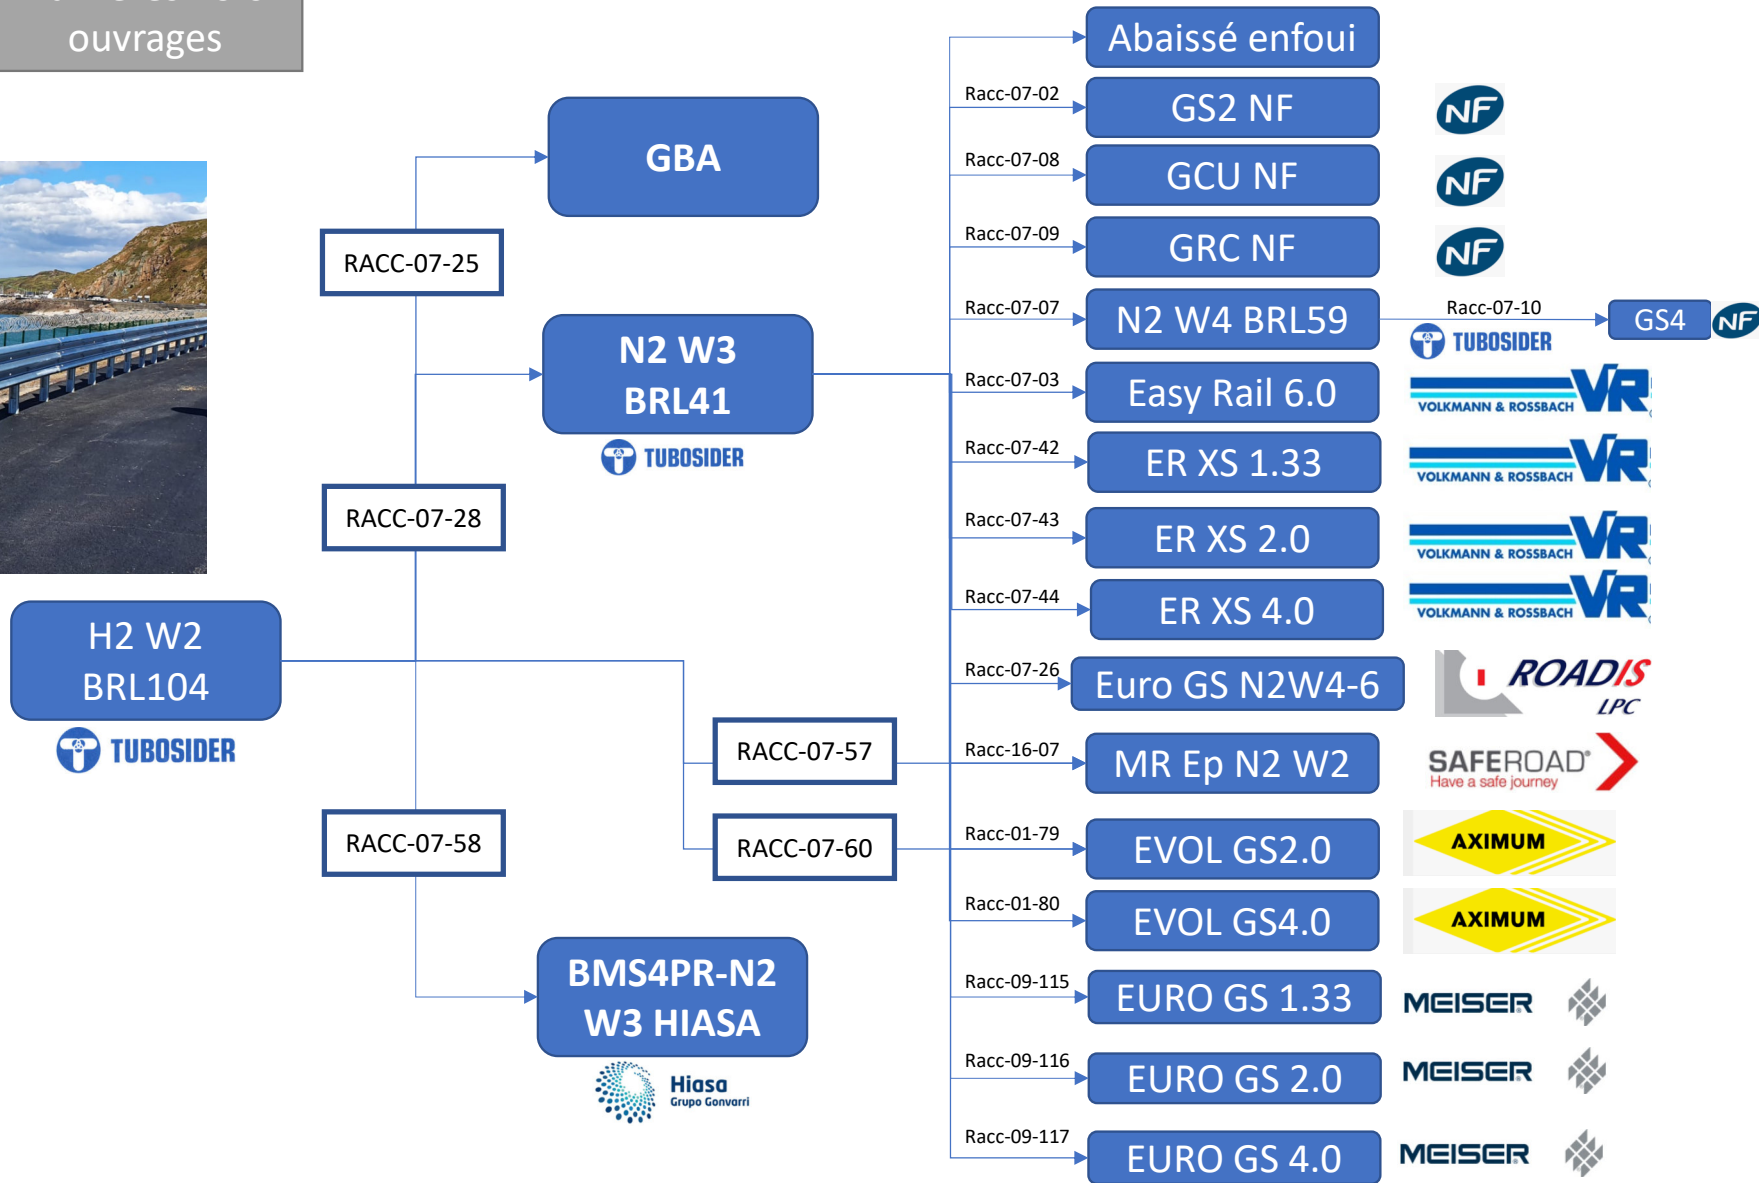 ouvrages
Abaissé enfoui
Racc-07-02
GS2 NF
NF
GBA
Racc-07-08
GCU NF
NF
RACC-07-25
Racc-07-09
GRC NF
NF
Racc-07-07
N2 W4 BRL59
Racc-07-10
TUBOSIDER
GS4
NF
N2 W3
BRL41
TUBOSIDER
Racc-07-03
Easy Rail 6.0
VR
VOLKMANN & ROSSBACH
Racc-07-42
ER XS 1.33
VR
VOLKMANN & ROSSBACH
RACC-07-28
Racc-07-43
ER XS 2.0
VR
VOLKMANN & ROSSBACH
Racc-07-44
ER XS 4.0
VR
VOLKMANN & ROSSBACH
H2 W2
BRL104
TUBOSIDER
Racc-07-26
Euro GS N2W4-6
ROADIS
LPC
RACC-07-57
Racc-16-07
MR Ep N2 W2
SAFEROAD®
Have a safe journey
RACC-07-58
RACC-07-60
Racc-01-79
EVOL GS2.0
AXIMUM
Racc-01-80
EVOL GS4.0
AXIMUM
BMS4PR-N2
W3 HIASA
Hiasa
Grupo Gonvarri
Racc-09-115
EURO GS 1.33
MEISER
Racc-09-116
EURO GS 2.0
MEISER
Racc-09-117
EURO GS 4.0
MEISER